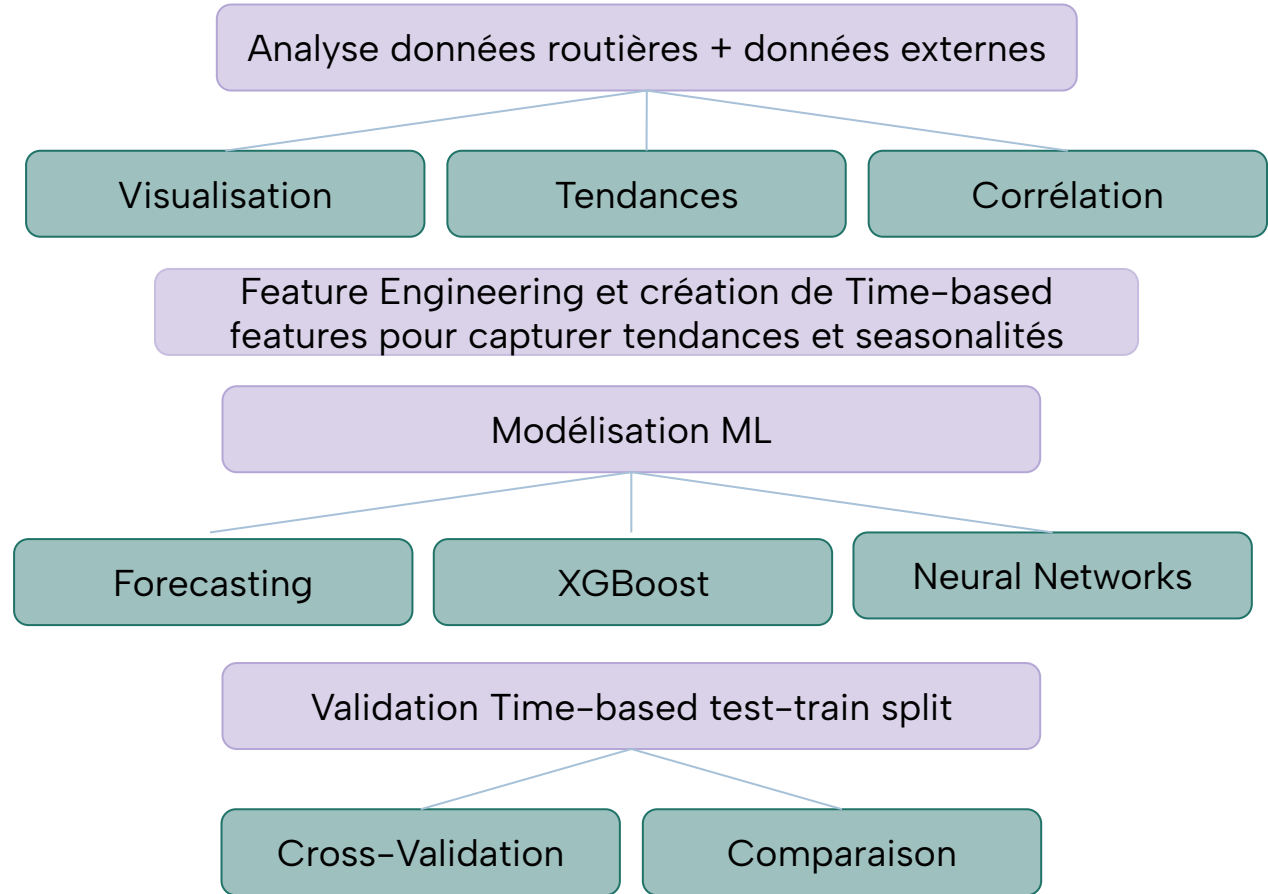 Analyse données routières + données externes
Visualisation
Tendances
Corrélation
Feature Engineering et création de Time-based
features pour capturer tendances et seasonalités
Modélisation ML
Forecasting
XGBoost
Neural Networks
Validation Time-based test-train split
Cross-Validation
Comparaison